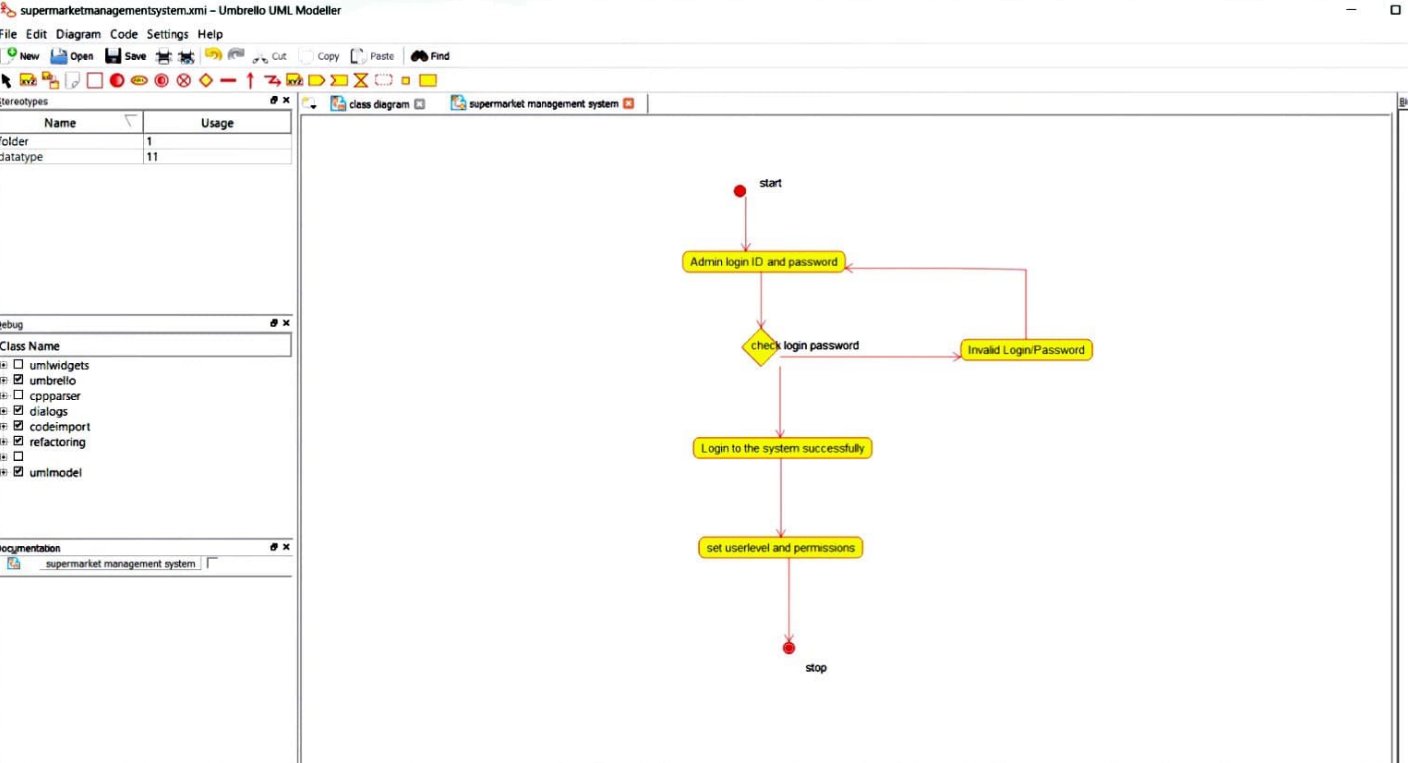 supermarketmanagementsystem.xmi – Umbrello UML Modeller
File Edit Diagram Code Settings Help
New Open Save Cut Copy Paste Find
tereotypes
class diagram
supermarket management system
Name Usage
folder 1
datatype 11
start
Admin login ID and password
check login password
Invalid Login/Password
Login to the system successfully
set userlevel and permissions
stop
ebug
Class Name
umlwidgets
umbrello
cppparser
dialogs
codeimport
refactoring
umlmodel
ocumentation
supermarket management system